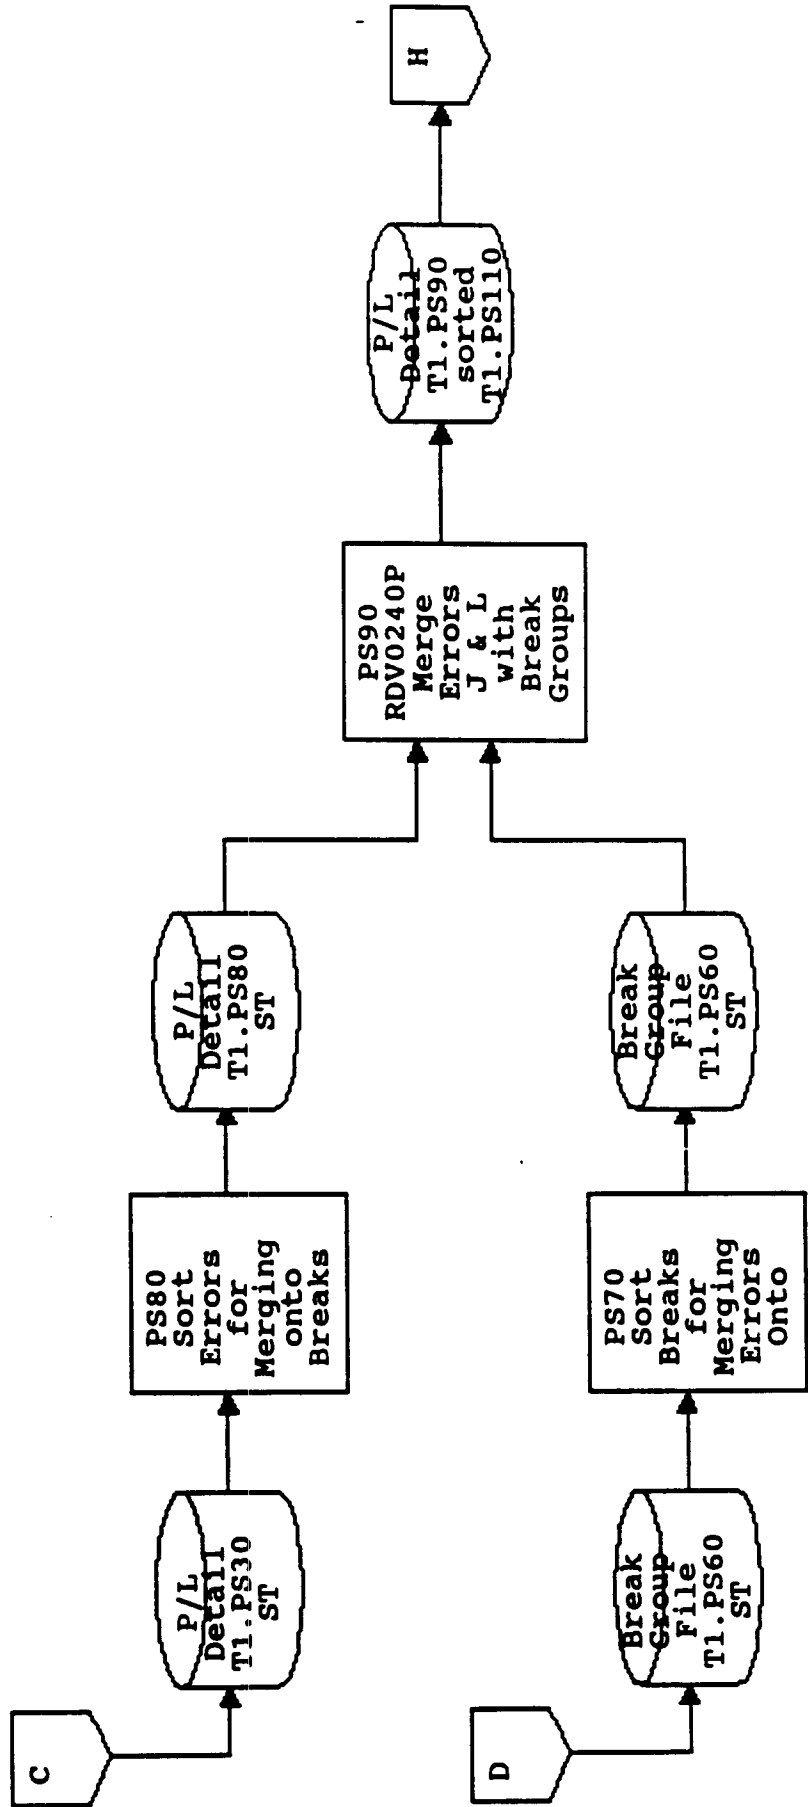 C
P/L
Detail
T1.PS30
ST
PS80
Sort
Errors
for
Merging
onto
Breaks
P/L
Detail
T1.PS80
ST
D
Break
Group
File
T1.PS60
ST
PS70
Sort
Breaks
for
Merging
Errors
Onto
Break
Group
File
T1.PS60
ST
PS90
RDV0240P
Merge
Errors
J & L
with
Break
Groups
P/L
Detail
T1.PS90
sorted
T1.PS110
H